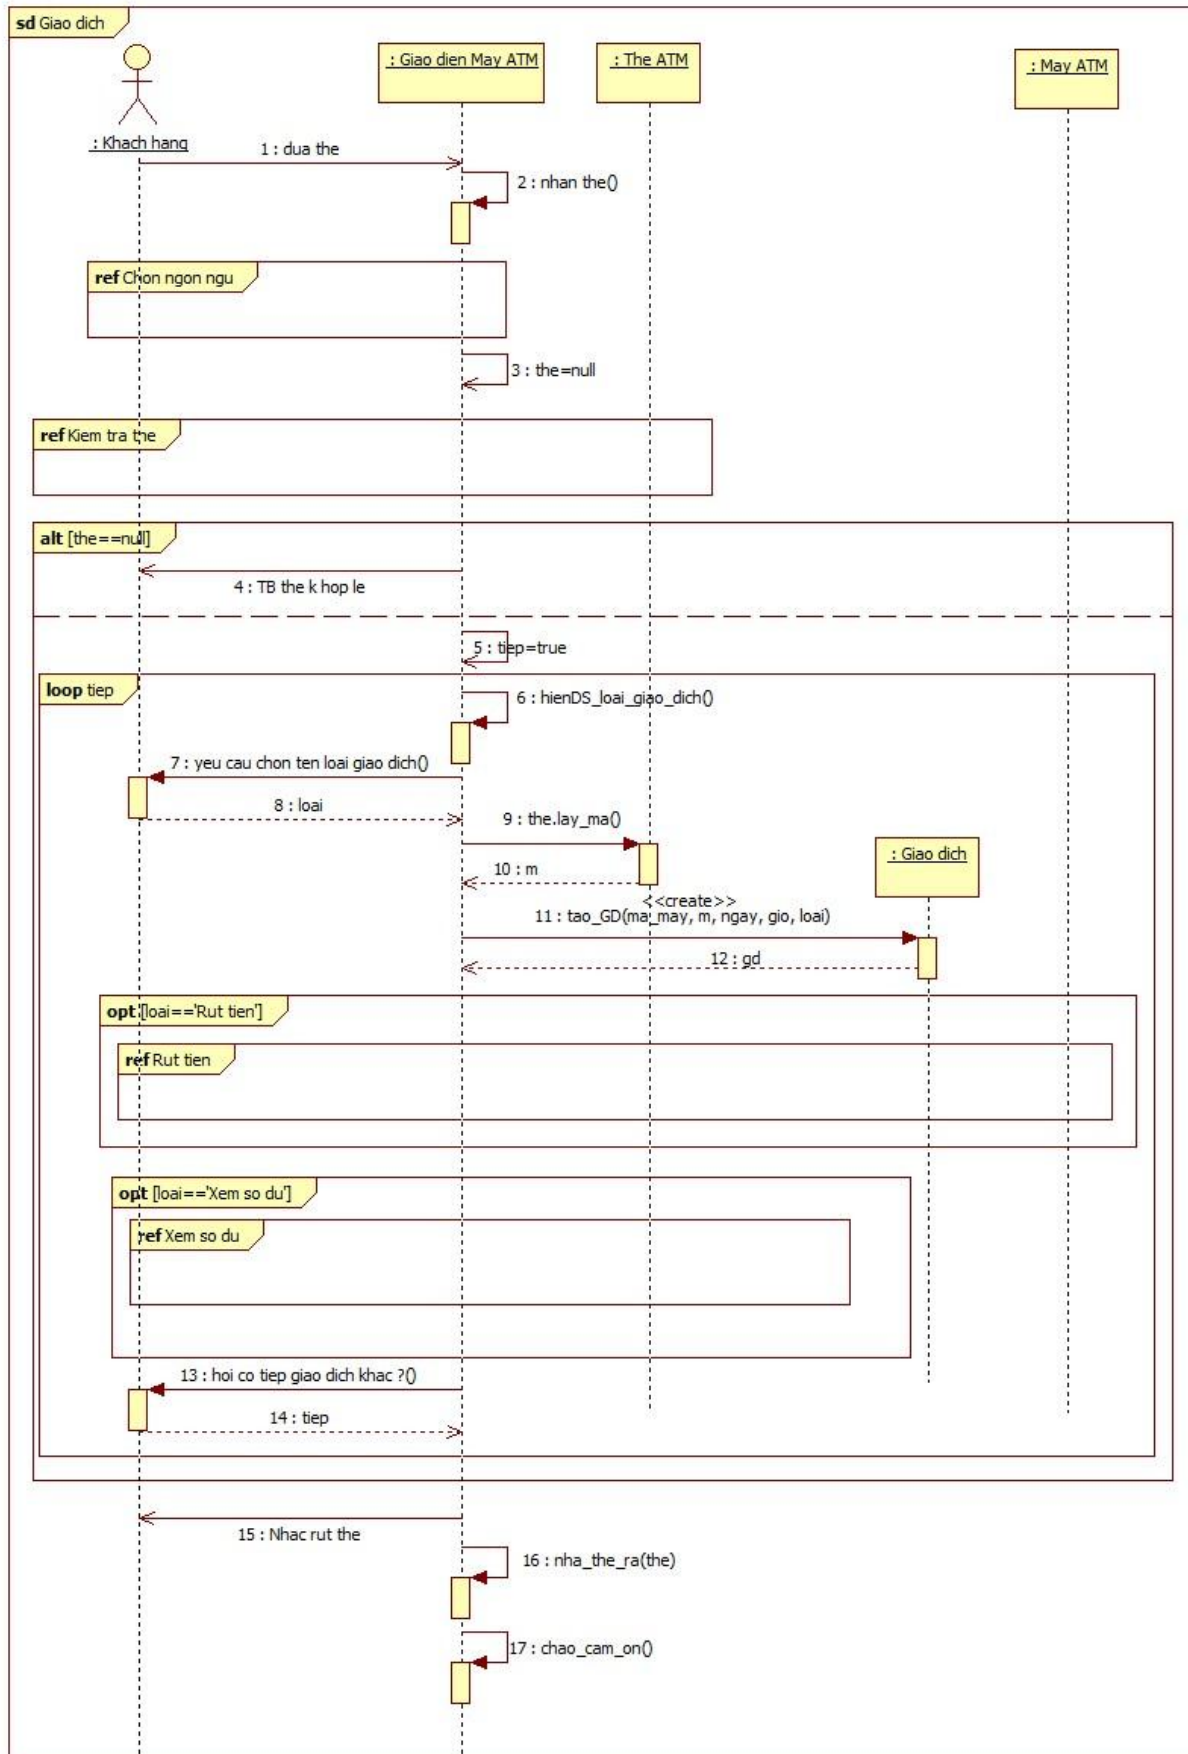 sd Giao dich
: Giao dien May ATM
: The ATM
: May ATM
: Khach hang
1 : dua the
2 : nhan the()
ref Chon ngon ngu
3 : the=null
ref Kiem tra the
alt [the==null]
4 : TB the k hop le
5 : tiep=true
loop tiep
6 : hienDS_loai_giao_dich()
7 : yeu cau chon ten loai giao dich()
8 : loai
9 : the.lay_ma()
: Giao dich
10 : m
<<create>>
11 : tao_GD(ma_may, m, ngay, gio, loai)
12 : gd
opt [loai=='Rut tien']
ref Rut tien
opt [loai=='Xem so du']
ref Xem so du
13 : hoi co tiep giao dich khac ?()
14 : tiep
15 : Nhac rut the
16 : nha_the_ra(the)
17 : chao_cam_on()